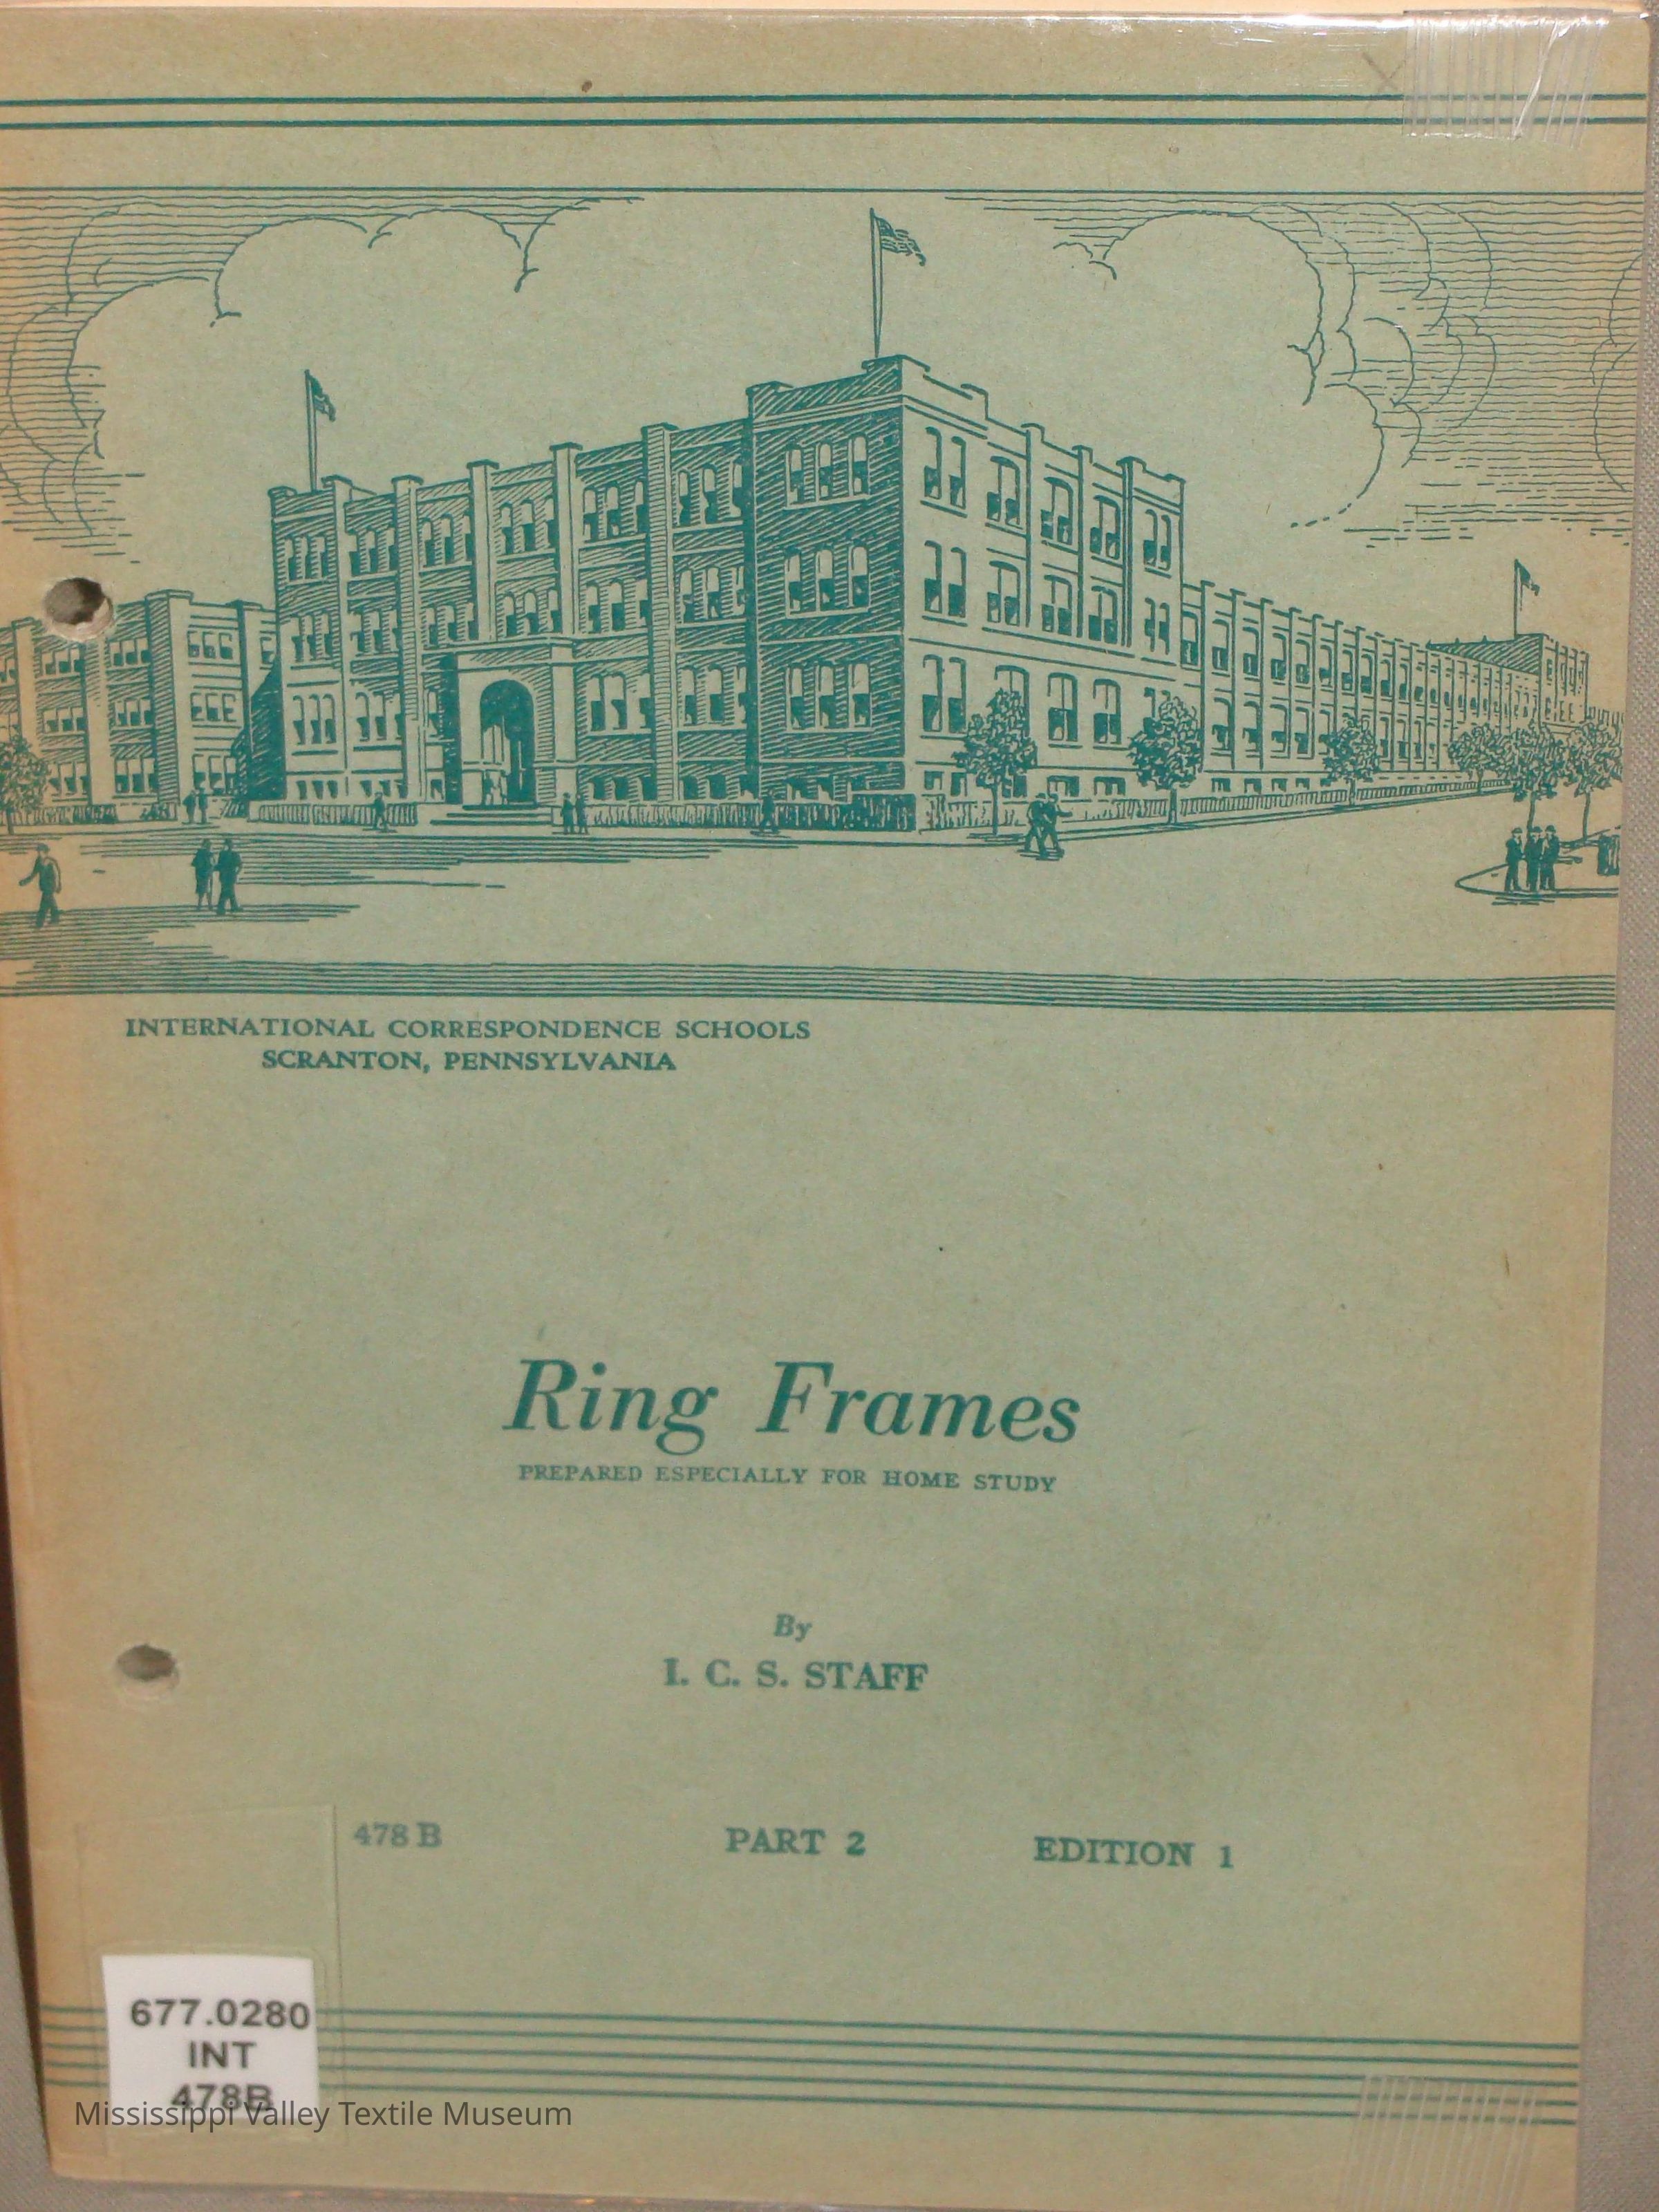 INTERNATIONAL CORRESPONDENCE SCHOOLS
SCRANTON, PENNSYLVANIA
Ring Frames
PREPARED ESPECIALLY FOR HOME STUDY
By
I. C. S. STAFF
478 B PART 2 EDITION 1
677.0280
INT
478B
Mississippi Valley Textile Museum